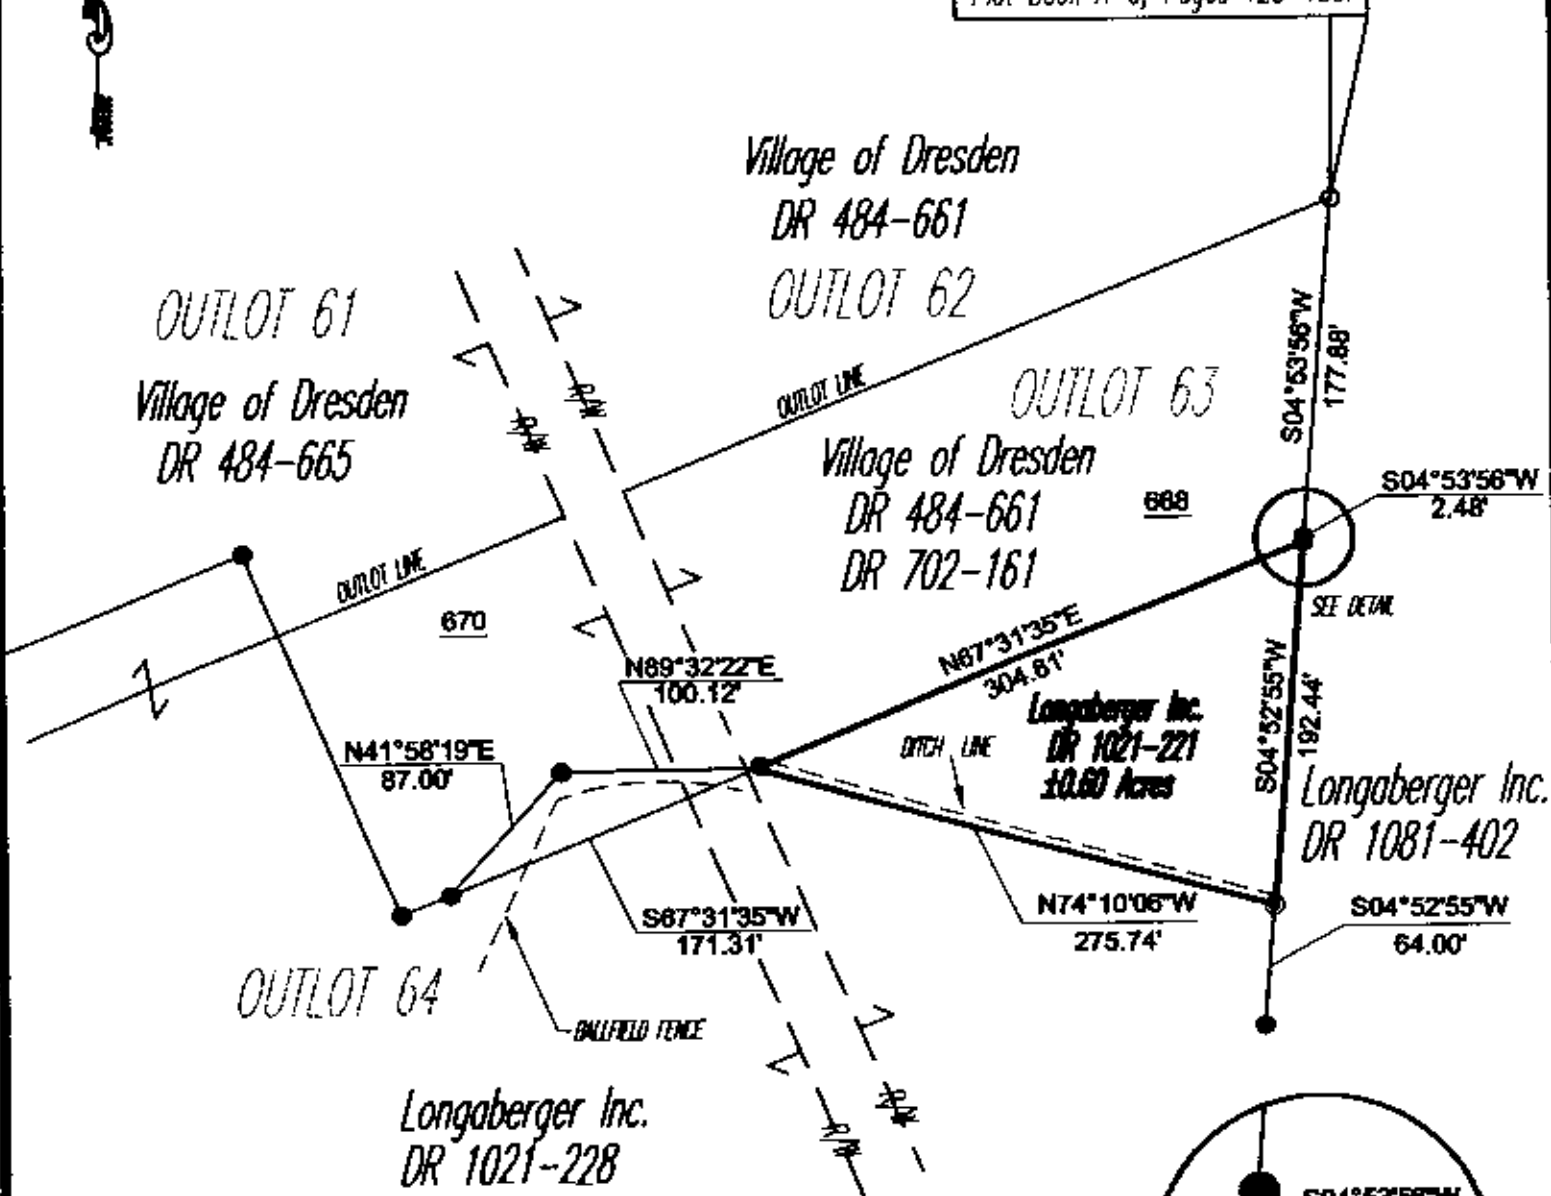 Village of Dresden
DR 484-661
OUTLOT 62
OUTLOT 61
Village of Dresden
DR 484-665
OUTLOT LINE
OUTLOT 63
Village of Dresden
DR 484-661
DR 702-161
668
S04°53'56"W
177.88'
S04°53'56"W
2.48'
SEE DETAIL
OUTLOT LINE
670
R/W
R/W
N89°32'22"E
100.12'
N67°31'35"E
304.61'
Longaberger Inc.
DR 1021-221
±0.60 Acres
DITCH LINE
S04°52'55"W
192.44'
N41°58'19"E
87.00'
Longaberger Inc.
DR 1081-402
S67°31'35"W
171.31'
N74°10'06"W
275.74'
S04°52'55"W
64.00'
OUTLOT 64
BALLFIELD FENCE
Longaberger Inc.
DR 1021-228
R/W
R/W